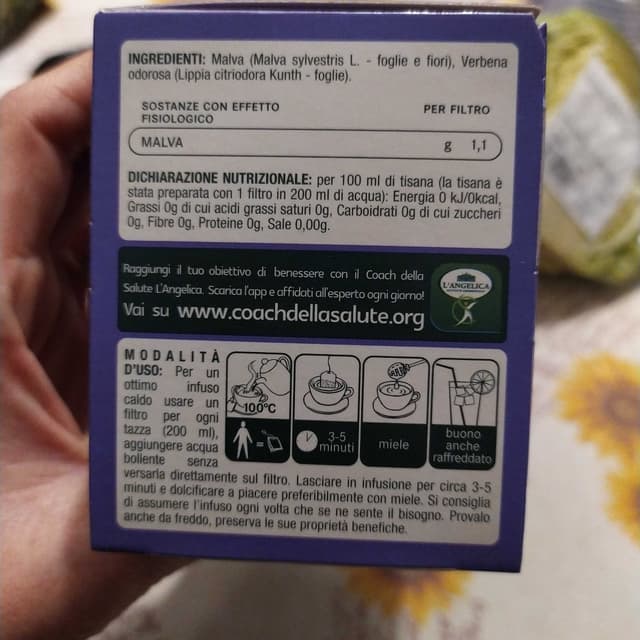 INGREDIENTI: Malva (Malva sylvestris L. - foglie e fiori), Verbena
odorosa (Lippia citriodora Kunth - foglie).
SOSTANZE CON EFFETTO
FISIOLOGICO
PER FILTRO
MALVA g 1,1
DICHIARAZIONE NUTRIZIONALE: per 100 ml di tisana (la tisana è
stata preparata con 1 filtro in 200 ml di acqua): Energia 0 kJ/0kcal,
Grassi 0g di cui acidi grassi saturi 0g, Carboidrati 0g di cui zuccheri
0g, Fibre 0g, Proteine 0g, Sale 0,00g.
Raggiungi il tuo obiettivo di benessere con il Coach della
Salute L'Angelica. Scarica l'app e affidati all'esperto ogni giorno!
Vai su www.coachdellasalute.org
L'ANGELICA
MODALITÀ
D'USO: Per un
ottimo infuso
caldo usare un
filtro per ogni
tazza (200 ml),
aggiungere acqua
bollente senza
versarla direttamente sul filtro. Lasciare in infusione per circa 3-5
minuti e dolcificare a piacere preferibilmente con miele. Si consiglia
di assumere l'infuso ogni volta che se ne sente il bisogno. Provalo
anche da freddo, preserva le sue proprietà benefiche.
100°C
=
3-5
minuti
miele
buono
anche
raffreddato